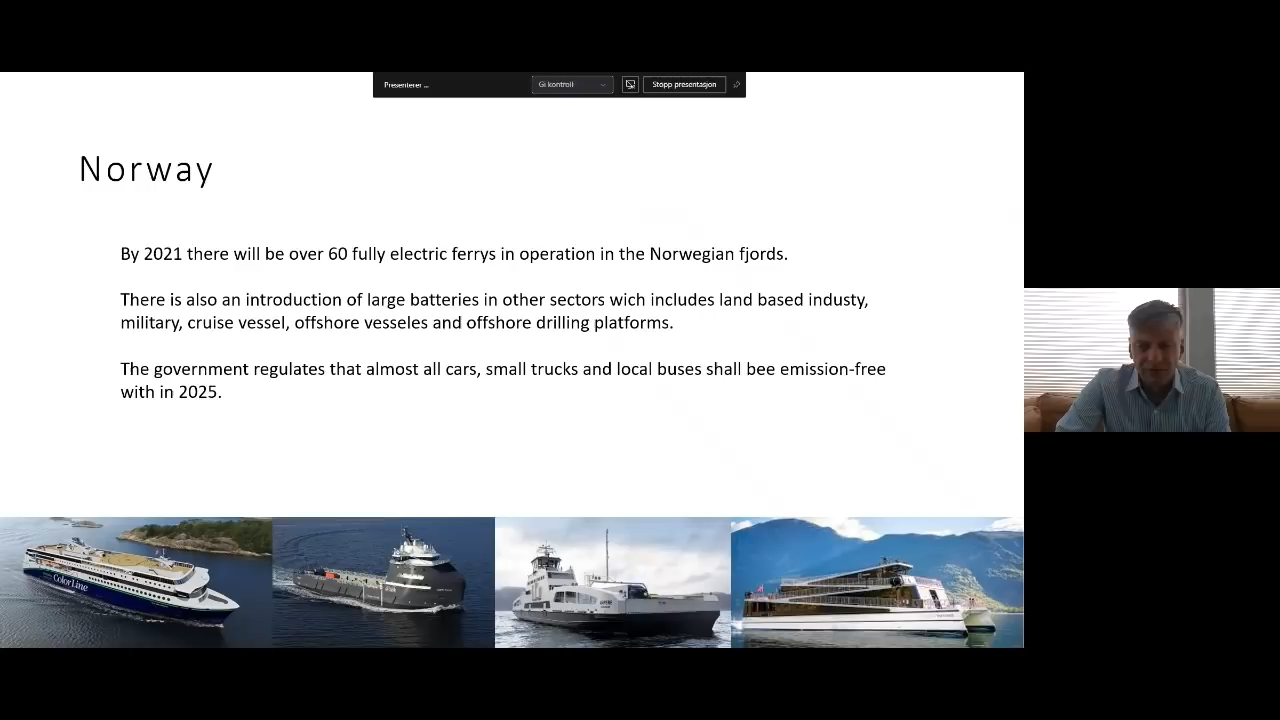 Presenterer ...
Gi kontroll
Stopp presentasjon
Norway
By 2021 there will be over 60 fully electric ferrys in operation in the Norwegian fjords.
There is also an introduction of large batteries in other sectors wich includes land based industy,
military, cruise vessel, offshore vesseles and offshore drilling platforms.
The government regulates that almost all cars, small trucks and local buses shall bee emission-free
with in 2025.
Color Line